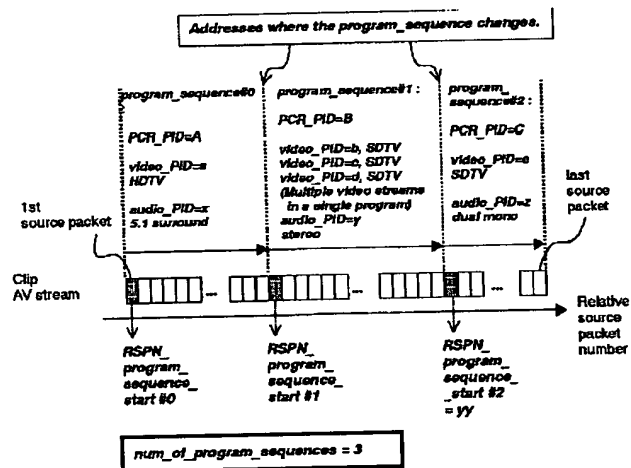 Addresses where the program_sequence changes.
program_sequence#0
PCR_PID=A
video_PID=a
HDTV
audio_PID=x
5.1 surround
program_sequence#1 :
PCR_PID=B
video_PID=b, SDTV
video_PID=c, SDTV
video_PID=d, SDTV
(Multiple video streams
in a single program)
audio_PID=y
stereo
program_
sequence#2 :
PCR_PID=C
video_PID=e
SDTV
audio_PID=z
dual mono
1st
source packet
last
source
packet
Clip
AV stream
...
...
...
Relative
source
packet
number
RSPN_
program_
sequence_
start #0
RSPN_
program_
sequence_
start #1
RSPN_
program_
sequence_
_start #2
= yy
num_of_program_sequences = 3